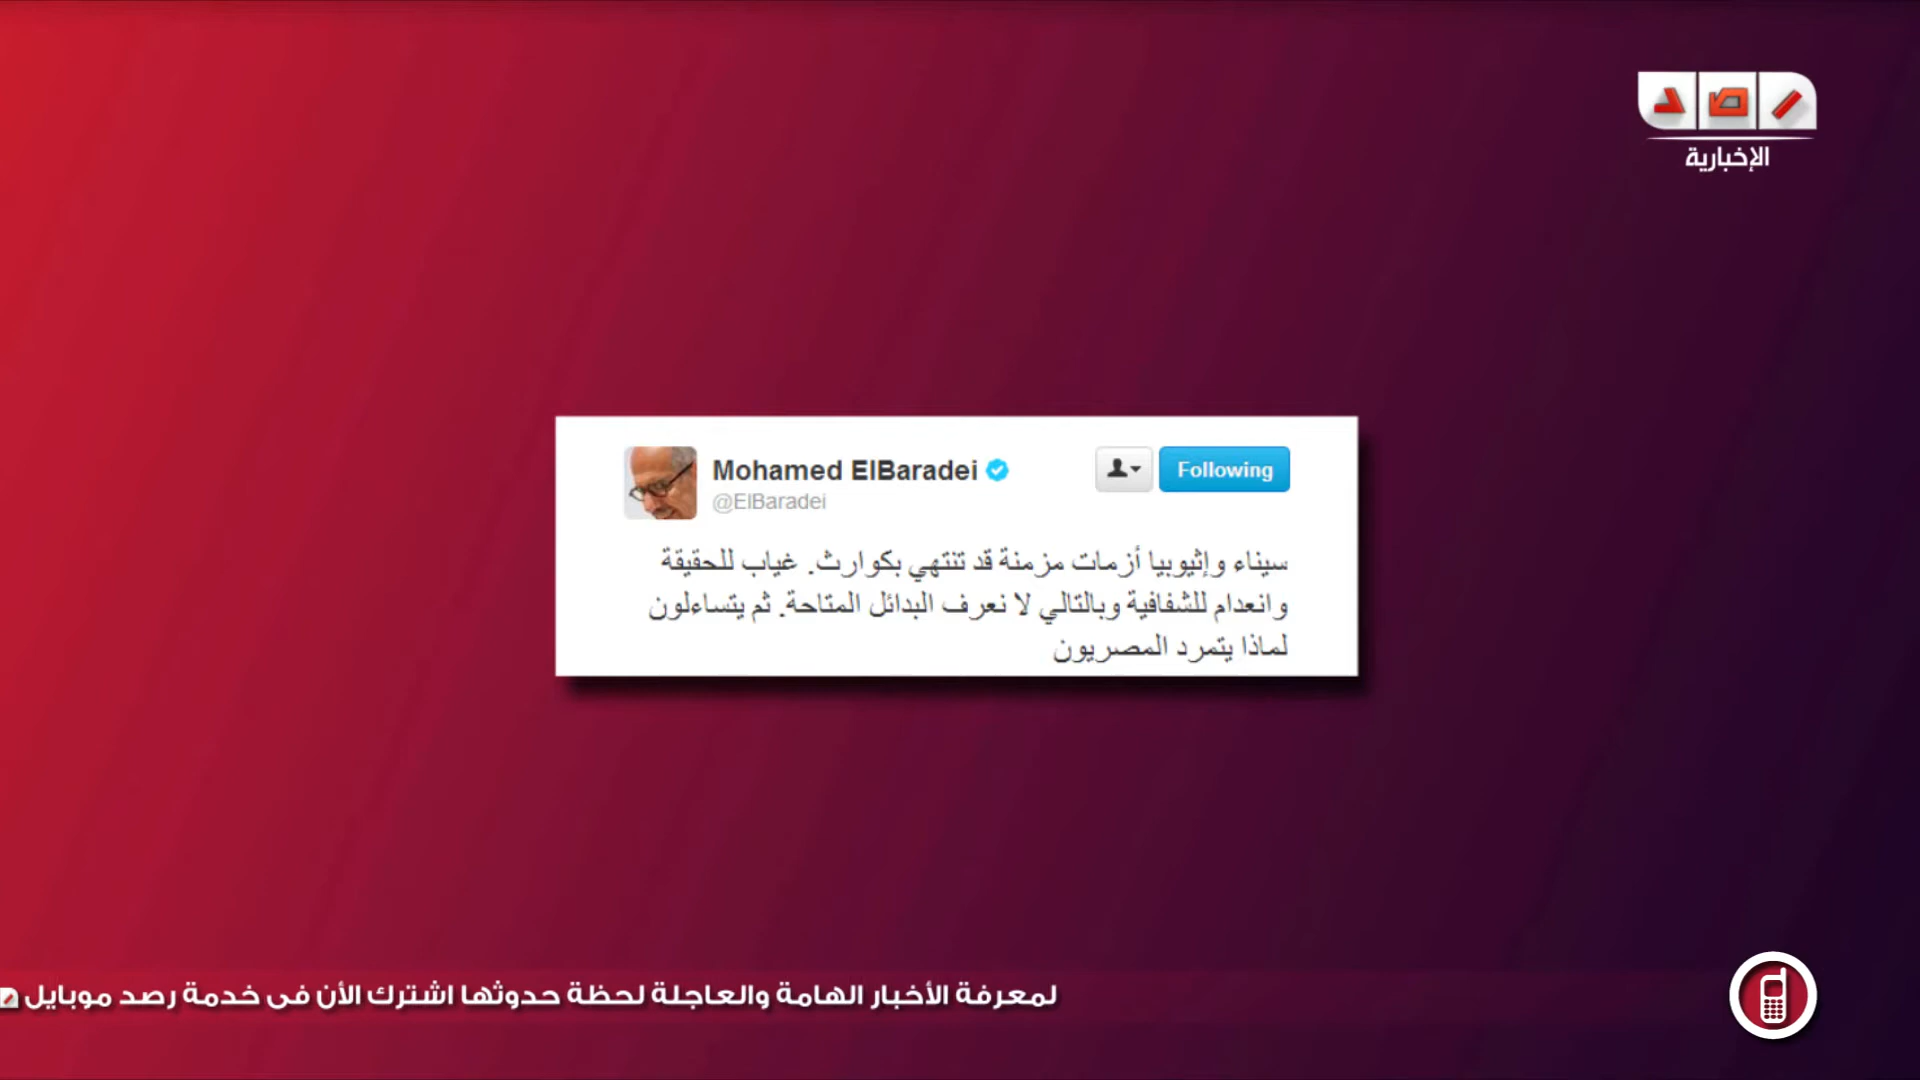 رصد
الإخبارية
Mohamed ElBaradei
@ElBaradei
Following
سيناء وإثيوبيا أزمات مزمنة قد تنتهي بكوارث. غياب للحقيقة
وانعدام للشفافية وبالتالي لا نعرف البدائل المتاحة. ثم يتساءلون
لماذا يتمرد المصريون
لمعرفة الأخبار الهامة والعاجلة لحظة حدوثها اشترك الأن فى خدمة رصد موبايل